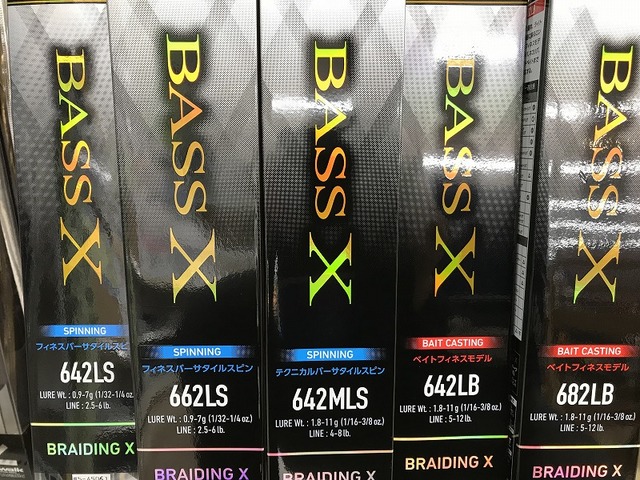 BASS X
SPINNING
フィネスバーサタイルスピ
642LS
LURE Wt. : 0.9-7g (1/32-1/4 oz.
LINE : 2.5-6 lb.
BRAIDING X
BASS X
SPINNING
フィネスバーサタイルスピン
662LS
LURE Wt. : 0.9-7g (1/32-1/4 oz.)
LINE : 2.5-6 lb.
BRAIDING X
BASS X
SPINNING
テクニカルバーサタイルスピン
642MLS
LURE Wt. : 1.8-11g (1/16-3/8 oz.)
LINE : 4-8 lb.
BASS X
BAIT CASTING
ベイトフィネスモデル
642LB
LURE Wt. : 1.8-11g (1/16-3/8 oz.)
LINE : 5-12 lb.
BRAIDING X
BASS X
BAIT CASTING
ベイトフィネスモデル
682LB
LURE Wt. : 1.8-11g (1/16-3/8 oz.)
LINE : 5-12 lb.
BRAIDING X